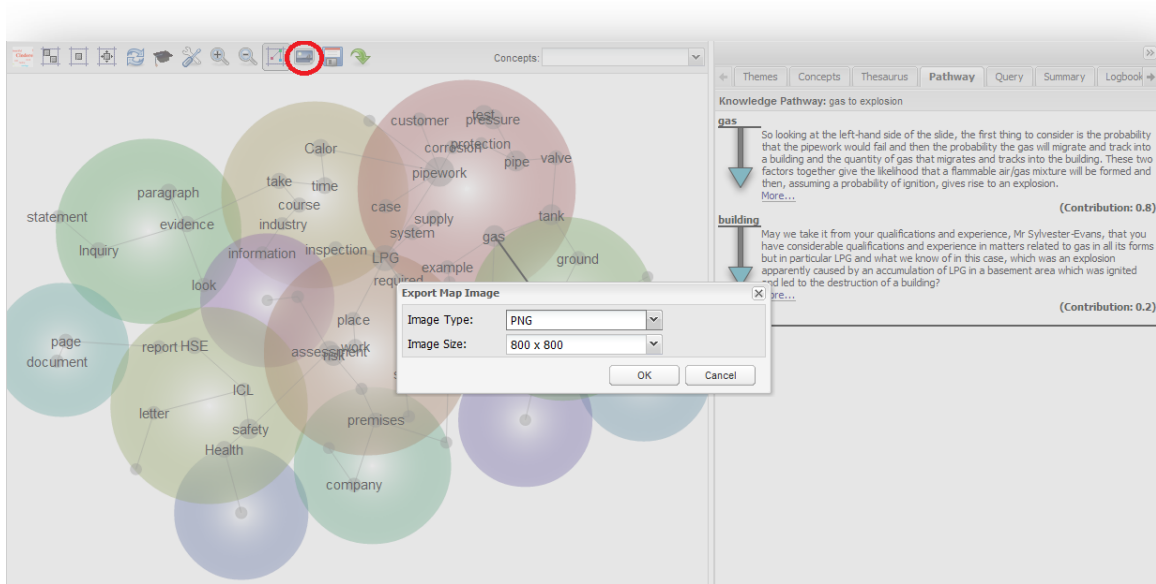 Concepts:
Themes
Concepts
Thesaurus
Pathway
Query
Summary
Logbook
Knowledge Pathway: gas to explosion
gas
So looking at the left-hand side of the slide, the first thing to consider is the probability
that the pipework would fail and then the probability the gas will migrate and track into
a building and the quantity of gas that migrates and tracks into the building. These two
factors together give the likelihood that a flammable air/gas mixture will be formed and
then, assuming a probability of ignition, gives rise to an explosion.
More...
(Contribution: 0.8)
building
May we take it from your qualifications and experience, Mr Sylvester-Evans, that you
have considerable qualifications and experience in matters related to gas in all its forms
but in particular LPG and what we know of in this case, which was an explosion
apparently caused by an accumulation of LPG in a basement area which was ignited
and led to the destruction of a building?
More...
(Contribution: 0.2)
customer
test
pressure
Calor
corrosion
protection
pipe
valve
pipework
paragraph
take
time
course
case
statement
evidence
industry
supply
system
tank
gas
Inquiry
information
inspection
LPG
example
ground
look
required
place
page
report
HSE
assessment
work
risk
document
ICL
letter
safety
premises
Health
company
Export Map Image
Image Type:
PNG
Image Size:
800 x 800
OK
Cancel